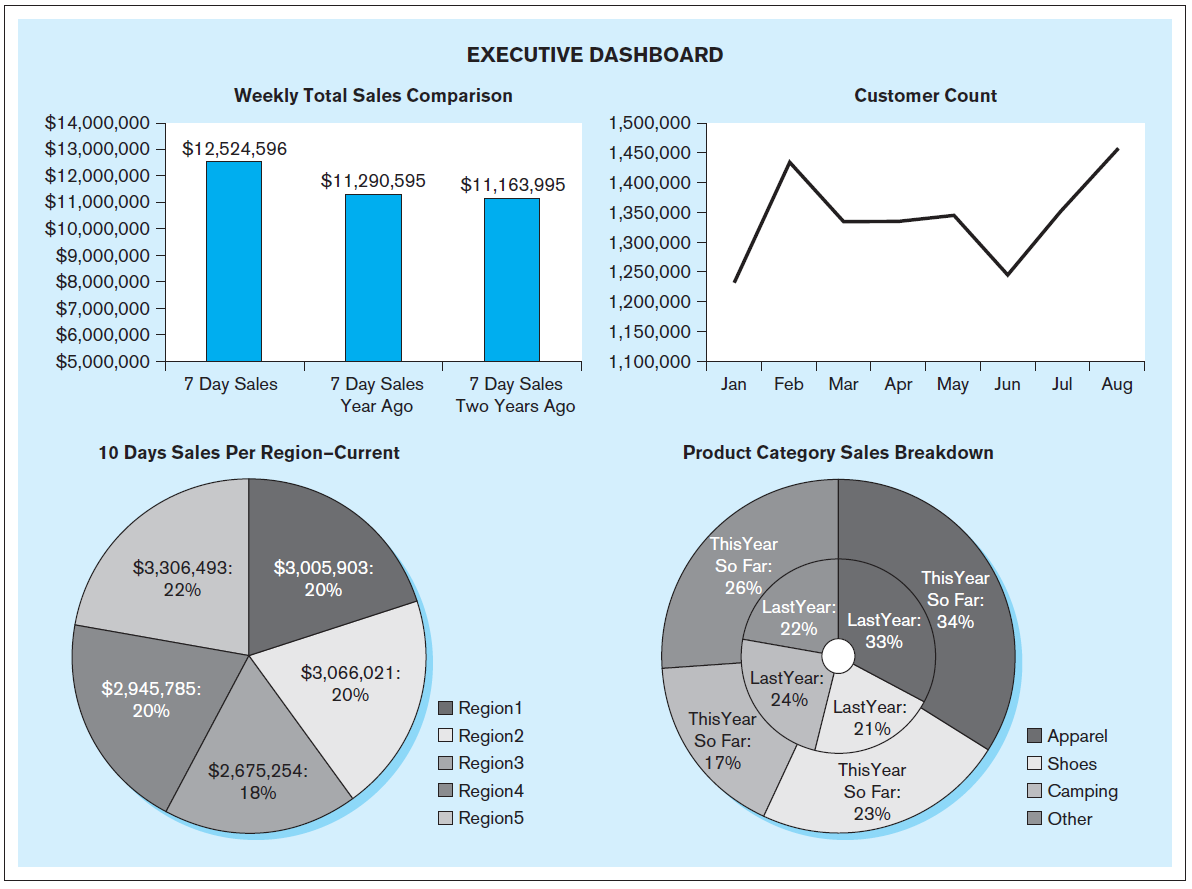 EXECUTIVE DASHBOARD
Weekly Total Sales Comparison
$14,000,000
$13,000,000
$12,000,000
$11,000,000
$10,000,000
$9,000,000
$8,000,000
$7,000,000
$6,000,000
$5,000,000
$12,524,596
$11,290,595
$11,163,995
7 Day Sales
7 Day Sales
Year Ago
7 Day Sales
Two Years Ago
Customer Count
1,500,000
1,450,000
1,400,000
1,350,000
1,300,000
1,250,000
1,200,000
1,150,000
1,100,000
Jan Feb Mar Apr May Jun Jul Aug
10 Days Sales Per Region–Current
$3,306,493:
22%
$3,005,903:
20%
$3,066,021:
20%
$2,945,785:
20%
$2,675,254:
18%
Region1
Region2
Region3
Region4
Region5
Product Category Sales Breakdown
ThisYear
So Far:
26%
ThisYear
So Far:
34%
LastYear:
22%
LastYear:
33%
LastYear:
24%
LastYear:
21%
ThisYear
So Far:
17%
ThisYear
So Far:
23%
Apparel
Shoes
Camping
Other